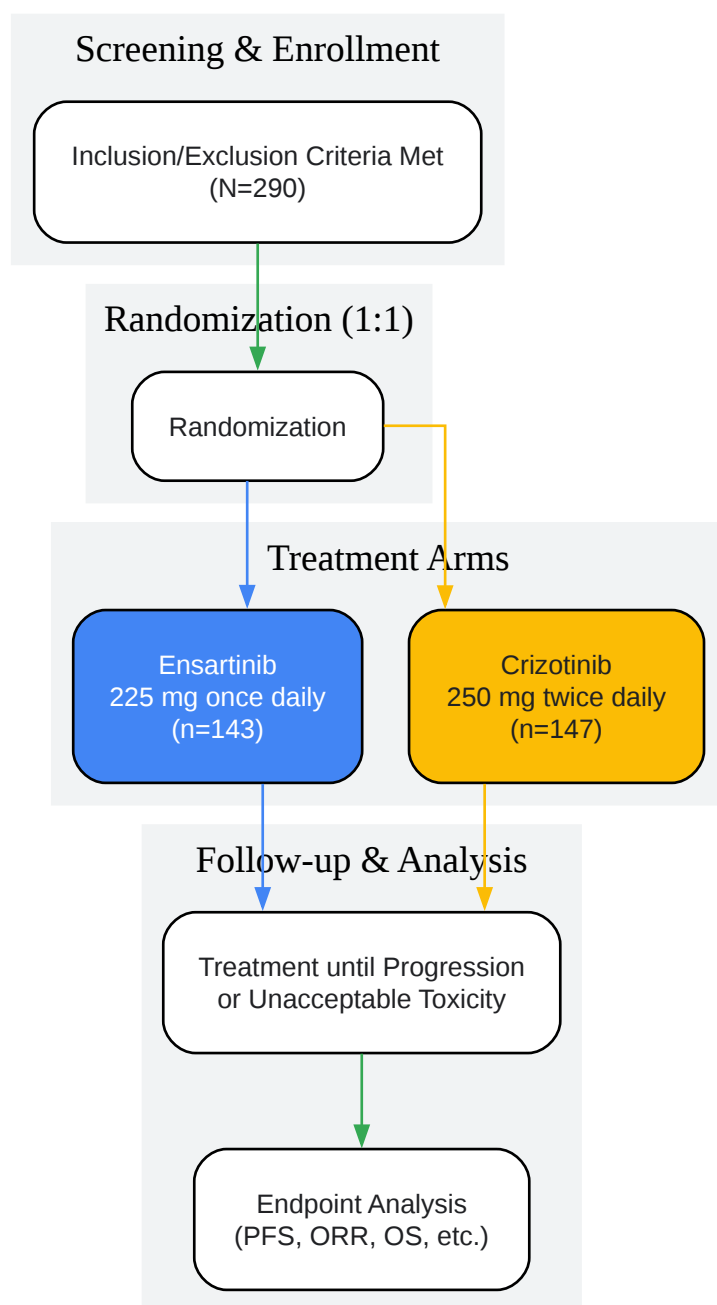 Screening & Enrollment
Inclusion/Exclusion Criteria Met
(N=290)
Randomization (1:1)
Randomization
Treatment Arms
Ensartinib
225 mg once daily
(n=143)
Crizotinib
250 mg twice daily
(n=147)
Follow-up & Analysis
Treatment until Progression
or Unacceptable Toxicity
Endpoint Analysis
(PFS, ORR, OS, etc.)